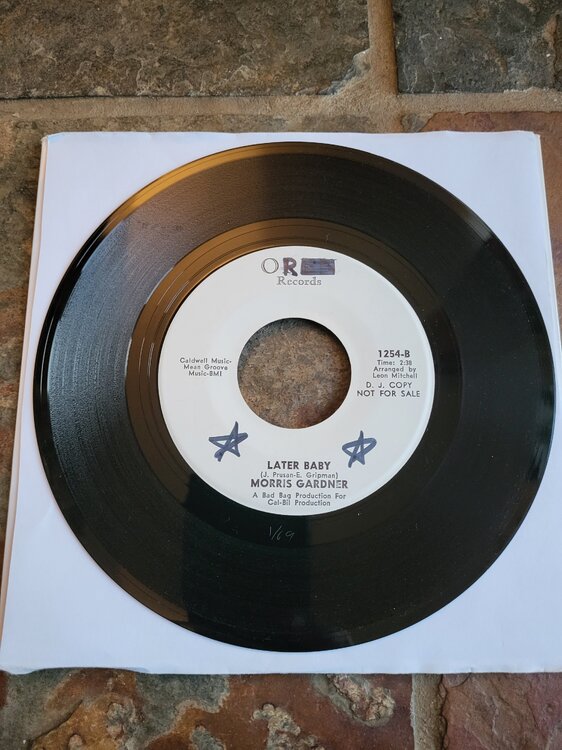 OR
Records
Caldwell Music-
Mean Groove
Music-BMI
1254-B
Time: 2:38
Arranged by
Leon Mitchell
D. J. COPY
NOT FOR SALE
LATER BABY
(J. Prusan-E. Gripman)
MORRIS GARDNER
A Bad Bag Production For
Cal-Bil Production
1/69